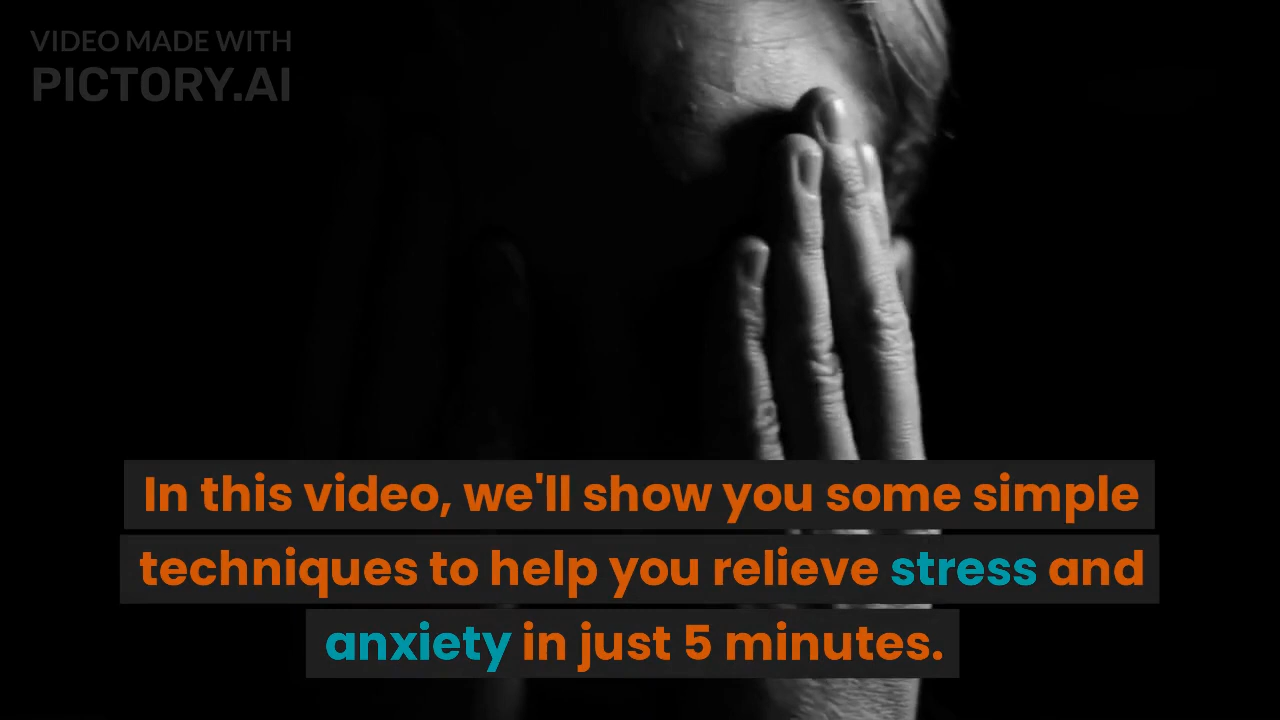 VIDEO MADE WITH
PICTORY.AI
In this video, we'll show you some simple
techniques to help you relieve stress and
anxiety in just 5 minutes.